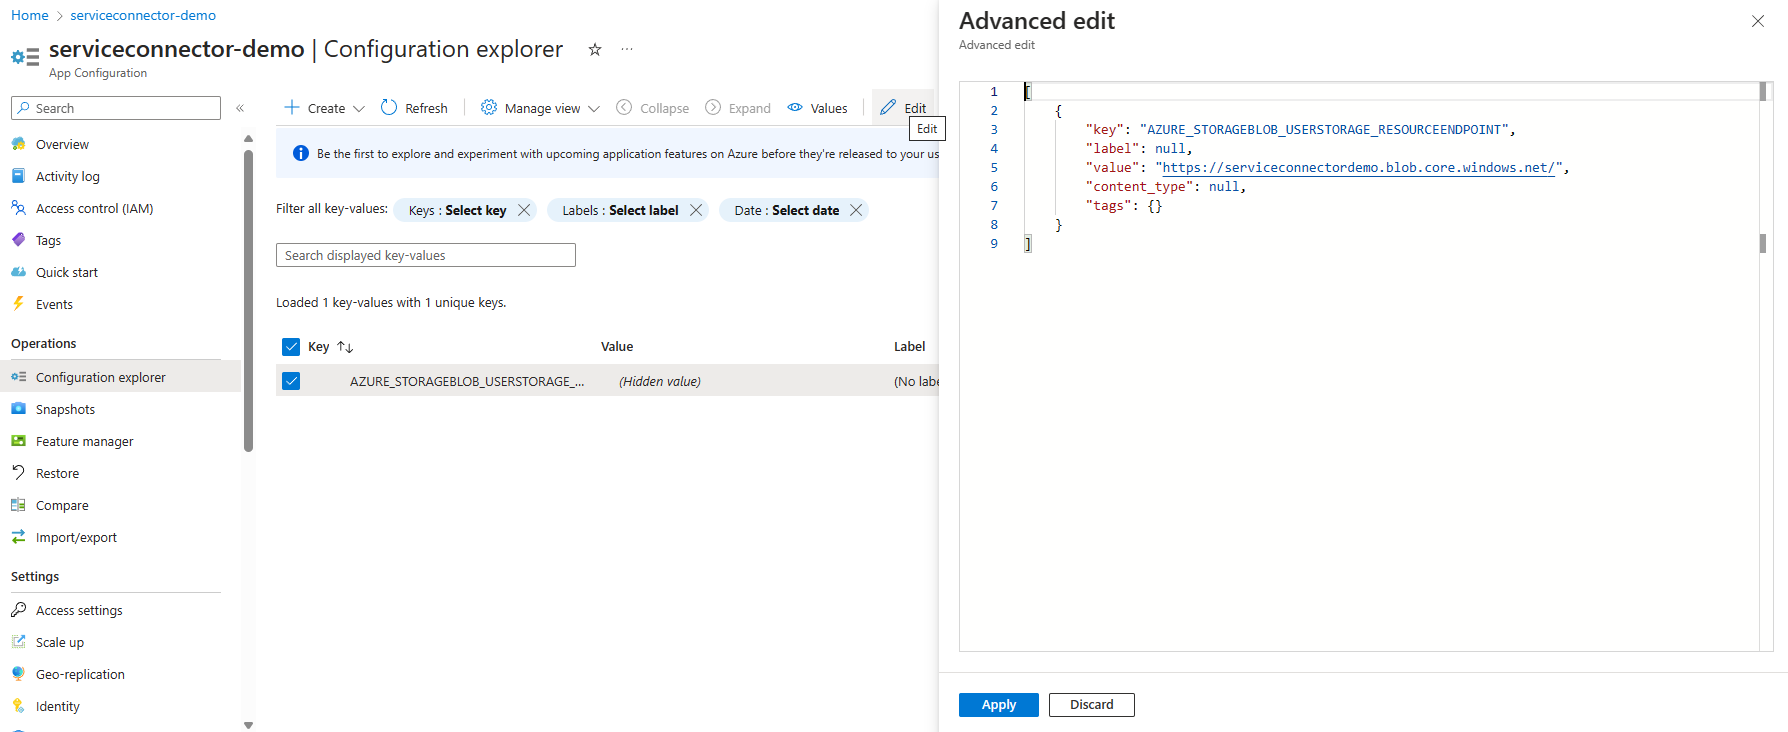 Home > serviceconnector-demo
serviceconnector-demo | Configuration explorer
App Configuration
Search
Overview
Activity log
Access control (IAM)
Tags
Quick start
Events
Operations
Configuration explorer
Snapshots
Feature manager
Restore
Compare
Import/export
Settings
Access settings
Scale up
Geo-replication
Identity
Create
Refresh
Manage view
Collapse
Expand
Values
Edit
Edit
Be the first to explore and experiment with upcoming application features on Azure before they're released to your us
Filter all key-values: Keys : Select key Labels : Select label Date : Select date
Search displayed key-values
Loaded 1 key-values with 1 unique keys.
Key Value Label
AZURE_STORAGEBLOB_USERSTORAGE_... (Hidden value) (No labe
Advanced edit
Advanced edit
1 [
2 {
3 "key": "AZURE_STORAGEBLOB_USERSTORAGE_RESOURCEENDPOINT",
4 "label": null,
5 "value": "https://serviceconnectordemo.blob.core.windows.net/",
6 "content_type": null,
7 "tags": {}
8 }
9 ]
Apply Discard